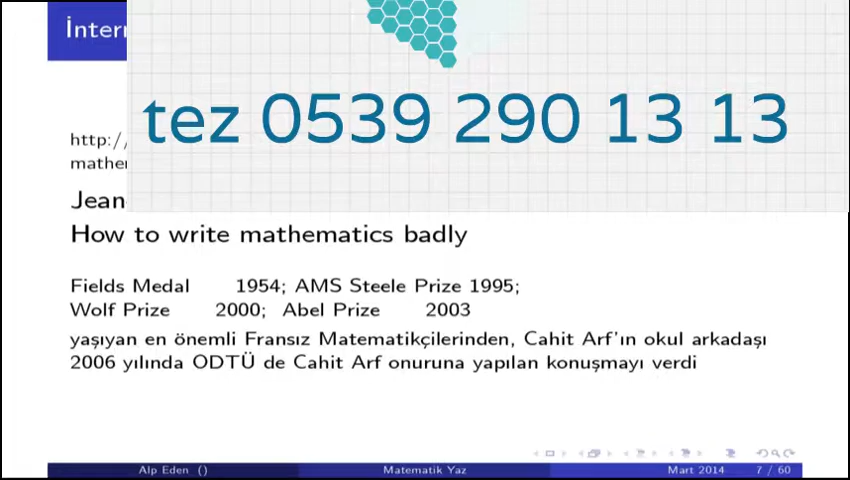 İntern
tez 0539 290 13 13
http:/
mather
Jean
How to write mathematics badly
Fields Medal 1954; AMS Steele Prize 1995;
Wolf Prize 2000; Abel Prize 2003
yaşıyan en önemli Fransız Matematikçilerinden, Cahit Arf'ın okul arkadaşı
2006 yılında ODTÜ de Cahit Arf onuruna yapılan konuşmayı verdi
Alp Eden () Matematik Yaz Mart 2014 7 / 60